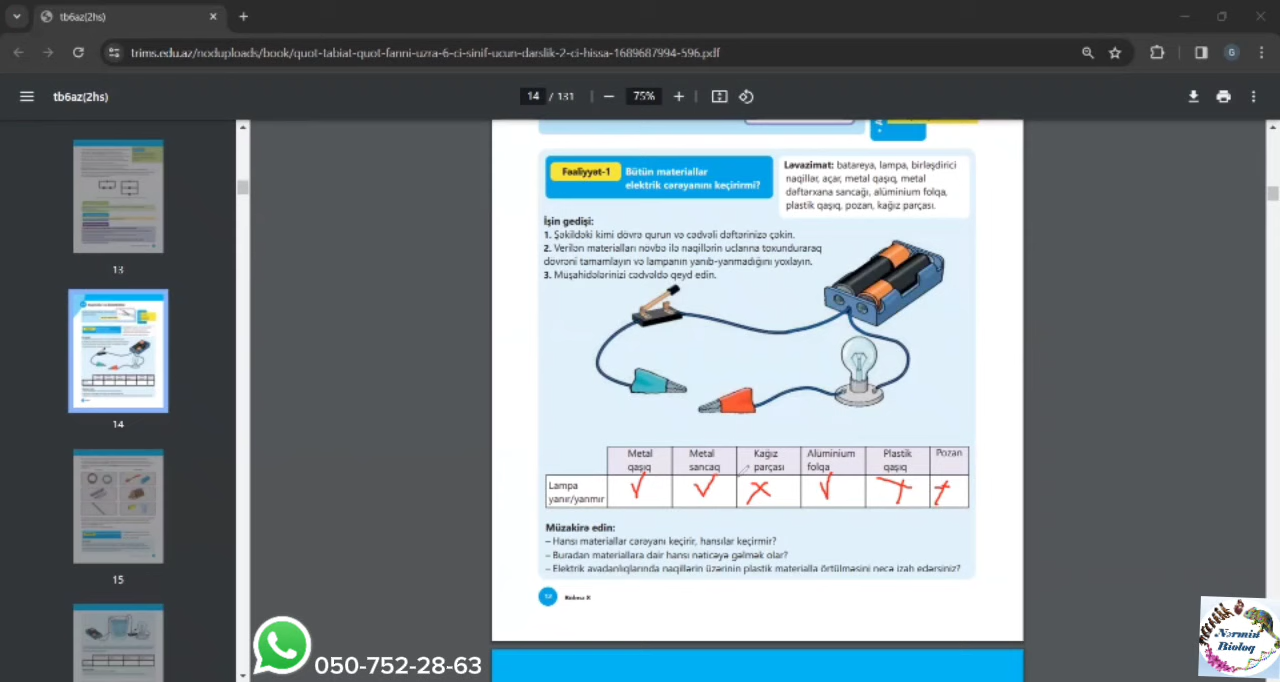 tb6az(2hs)
trims.edu.az/noduploads/book/quot-tabiat-quot-fanni-uzra-6-ci-sinif-ucun-darslik-2-ci-hissa-1689687994-596.pdf
G
tb6az(2hs)
14 / 131
75%
13
14
15
Fəaliyyət-1
Bütün materiallar
elektrik cərəyanını keçirirmi?
Ləvazimat: batareya, lampa, birləşdirici
naqillər, açar, metal qaşıq, metal
dəftərxana sancağı, alüminium folqa,
plastik qaşıq, pozan, kağız parçası.
İşin gedişi:
1. Şəkildəki kimi dövrə qurun və cədvəli dəftərinizə çəkin.
2. Verilən materialları növbə ilə naqillərin uclarına toxunduraraq
dövrəni tamamlayın və lampanın yanıb-yanmadığını yoxlayın.
3. Müşahidələrinizi cədvəldə qeyd edin.
Metal qaşıq
Metal sancaq
Kağız parçası
Alüminium folqa
Plastik qaşıq
Pozan
Lampa
yanır/yanmır
Müzakirə edin:
– Hansı materiallar cərəyanı keçirir, hansılar keçirmir?
– Buradan materiallara dair hansı nəticəyə gəlmək olar?
– Elektrik avadanlıqlarında naqillərin üzərinin plastik materialla örtülməsini necə izah edərsiniz?
050-752-28-63
Nərmin
Bioloq